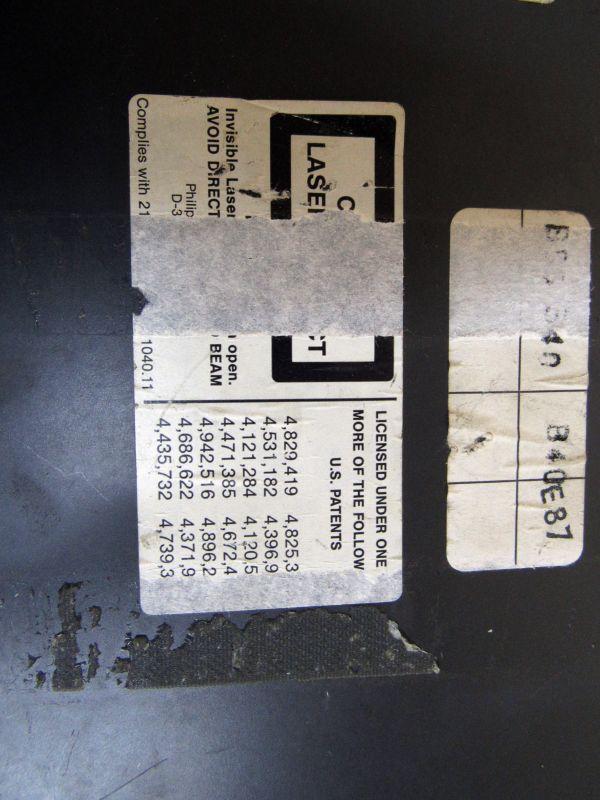 B40E87
C
LASE CT
Invisible Laser open.
AVOID DIRECT BEAM
Philip
D-3
Complies with 21 1040.11
LICENSED UNDER ONE
MORE OF THE FOLLOW
U.S. PATENTS
4,829,419 4,825,3
4,531,182 4,396,9
4,121,284 4,120,5
4,471,385 4,672,4
4,942,516 4,896,2
4,686,622 4,371,9
4,435,732 4,739,3